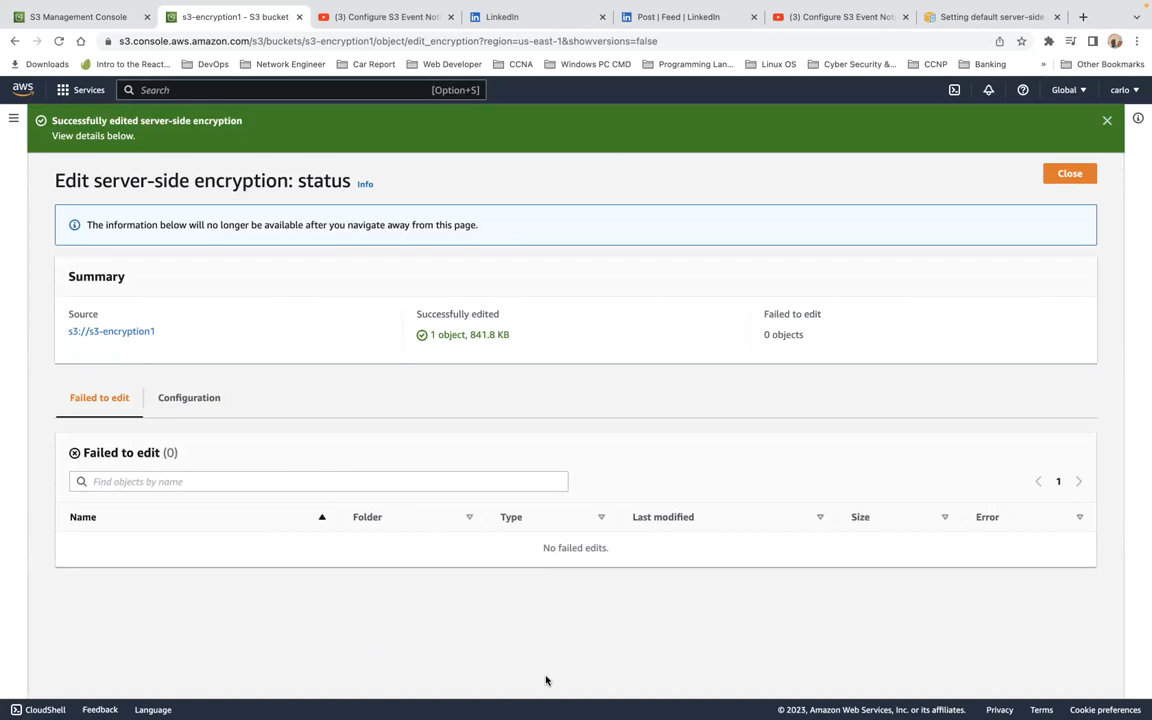 S3 Management Console
s3-encryption1 - S3 bucket
(3) Configure S3 Event Not
LinkedIn
Post | Feed | LinkedIn
(3) Configure S3 Event Not
Setting default server-side
s3.console.aws.amazon.com/s3/buckets/s3-encryption1/object/edit_encryption?region=us-east-1&showversions=false
Downloads
Intro to the React...
DevOps
Network Engineer
Car Report
Web Developer
CCNA
Windows PC CMD
Programming Lan...
Linux OS
Cyber Security &...
CCNP
Banking
»
Other Bookmarks
aws
Services
Search
[Option+S]
Global
carlo
Successfully edited server-side encryption
View details below.
Edit server-side encryption: status
Info
Close
The information below will no longer be available after you navigate away from this page.
Summary
Source
s3://s3-encryption1
Successfully edited
1 object, 841.8 KB
Failed to edit
0 objects
Failed to edit
Configuration
Failed to edit (0)
Find objects by name
1
Name
Folder
Type
Last modified
Size
Error
No failed edits.
CloudShell
Feedback
Language
© 2023, Amazon Web Services, Inc. or its affiliates.
Privacy
Terms
Cookie preferences